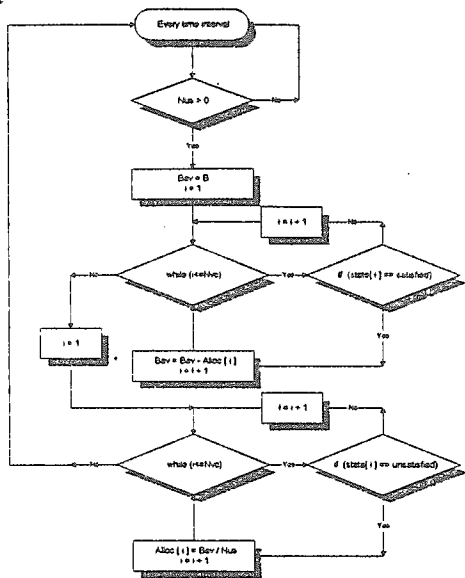 Every time interval
Nus > 0
No
Yes
Bav = B
i = 1
i = i + 1
No
No
while (i<=Nvc)
Yes
if (state[ i ] == satisfied)
Yes
i = 1
Bav = Bav - Alloc [ i ]
i = i + 1
i = i + 1
No
No
while (i<=Nvc)
Yes
if (state[ i ] == unsatisfied)
Yes
Alloc [ i ] = Bav / Nus
i = i + 1